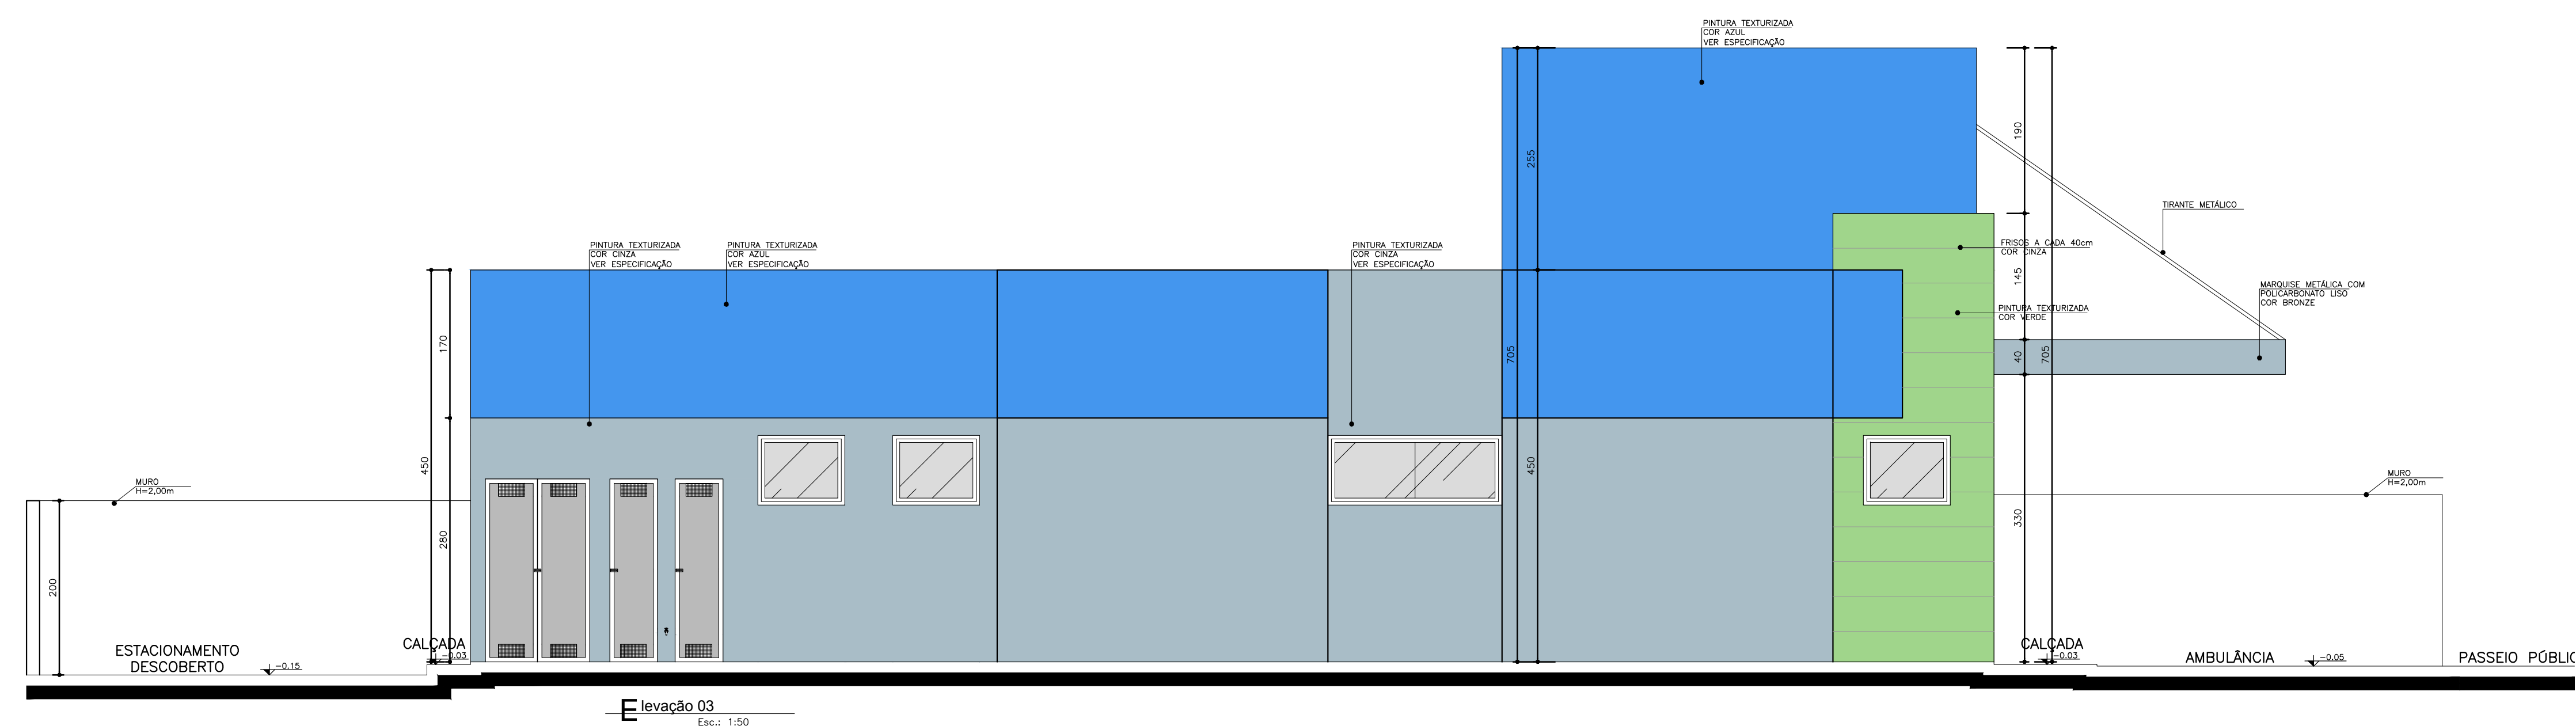 PINTURA TEXTURIZADA
COR AZUL
VER ESPECIFICAÇÃO
190
255
TIRANTE METÁLICO
PINTURA TEXTURIZADA
COR CINZA
VER ESPECIFICAÇÃO
PINTURA TEXTURIZADA
COR AZUL
VER ESPECIFICAÇÃO
PINTURA TEXTURIZADA
COR CINZA
VER ESPECIFICAÇÃO
FRISOS A CADA 40cm
COR CINZA
145
MARQUISE METÁLICA COM
POLICARBONATO LISO
COR BRONZE
PINTURA TEXTURIZADA
COR VERDE
170
705
40
705
450
450
MURO
H=2,00m
MURO
H=2,00m
280
330
200
ESTACIONAMENTO
DESCOBERTO
-0.15
CALÇADA
-0.03
CALÇADA
-0.03
AMBULÂNCIA
-0.05
PASSEIO PÚBLIC
Elevação 03
Esc.: 1:50